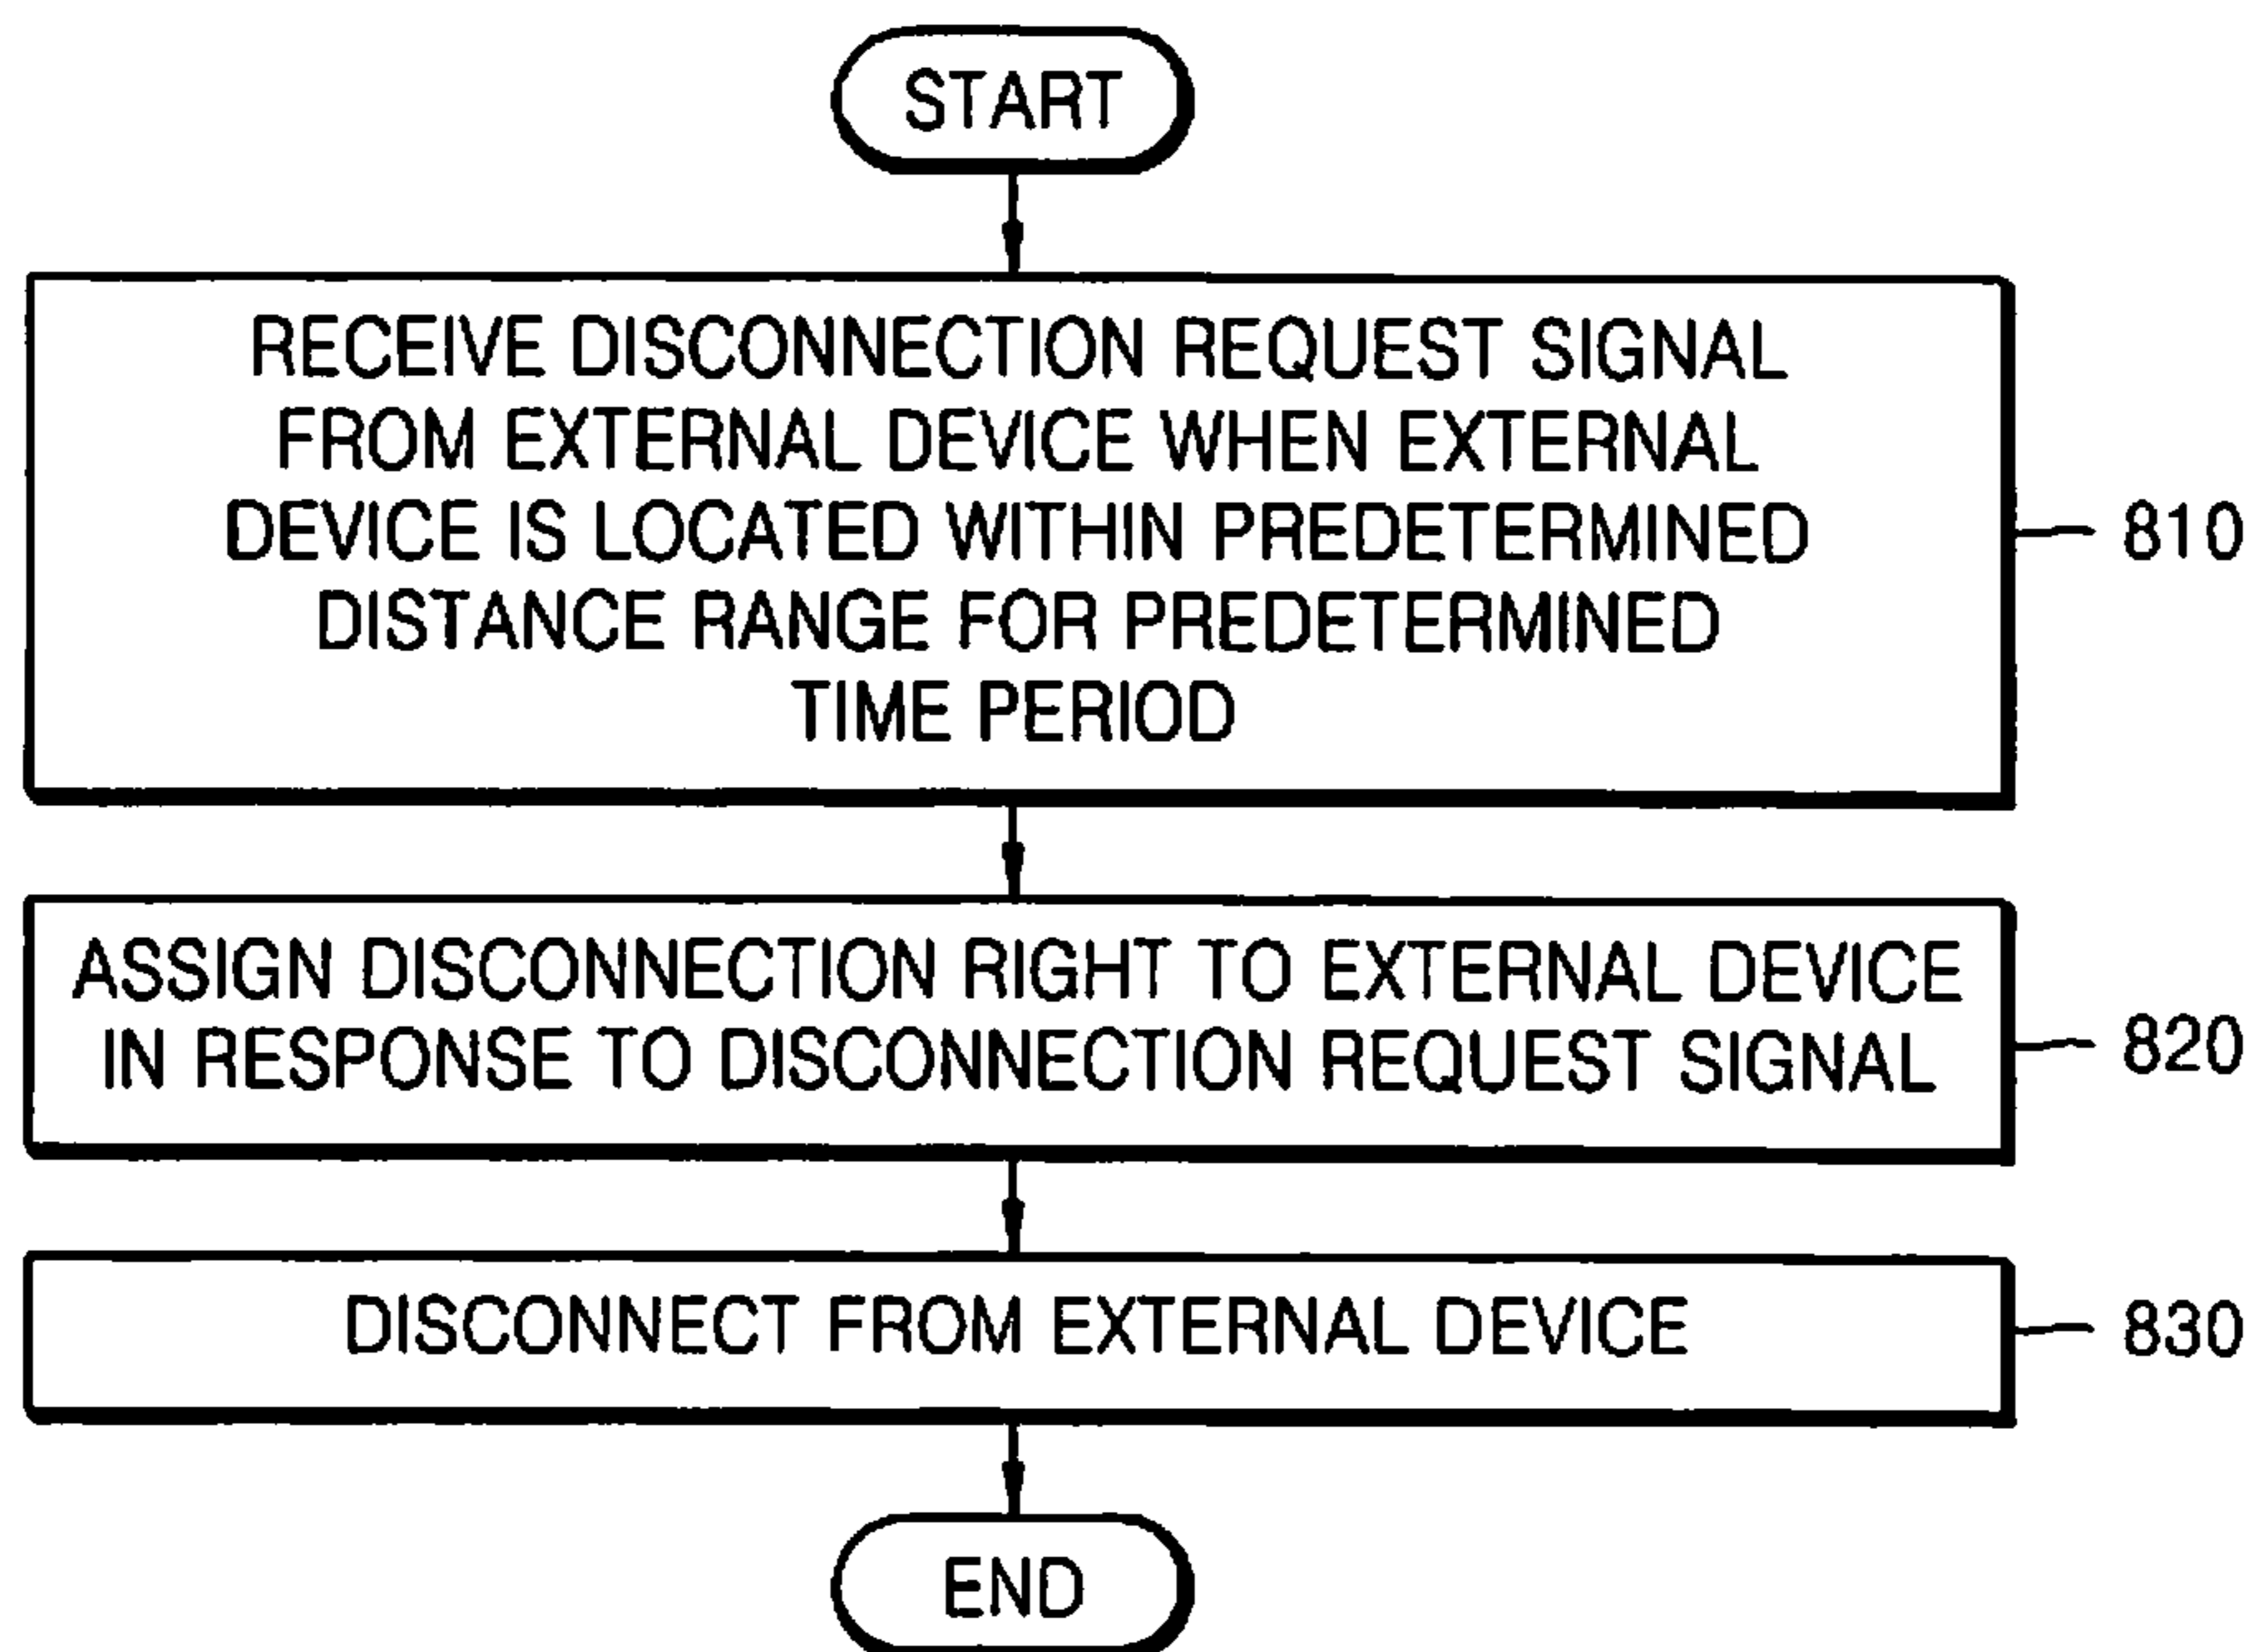 START
RECEIVE DISCONNECTION REQUEST SIGNAL
FROM EXTERNAL DEVICE WHEN EXTERNAL
DEVICE IS LOCATED WITHIN PREDETERMINED
DISTANCE RANGE FOR PREDETERMINED
TIME PERIOD
810
ASSIGN DISCONNECTION RIGHT TO EXTERNAL DEVICE
IN RESPONSE TO DISCONNECTION REQUEST SIGNAL
820
DISCONNECT FROM EXTERNAL DEVICE
830
END